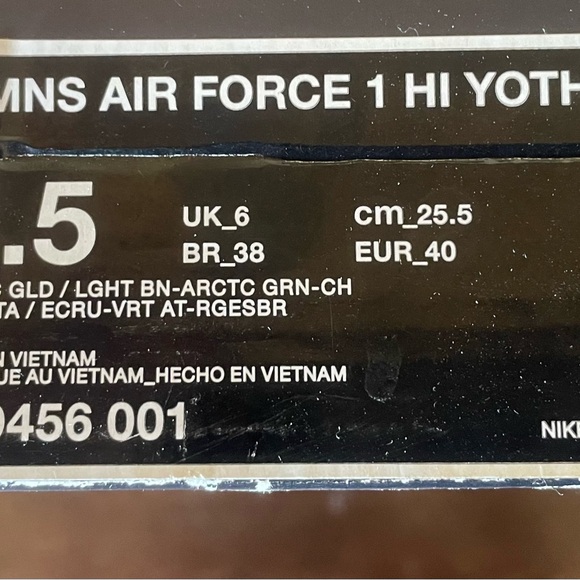 MNS AIR FORCE 1 HI YOTH
.5
UK_6 cm_25.5
BR_38 EUR_40
GLD / LGHT BN-ARCTC GRN-CH
TA / ECRU-VRT AT-RGESBR
N VIETNAM
UE AU VIETNAM_HECHO EN VIETNAM
0456 001
NIKE